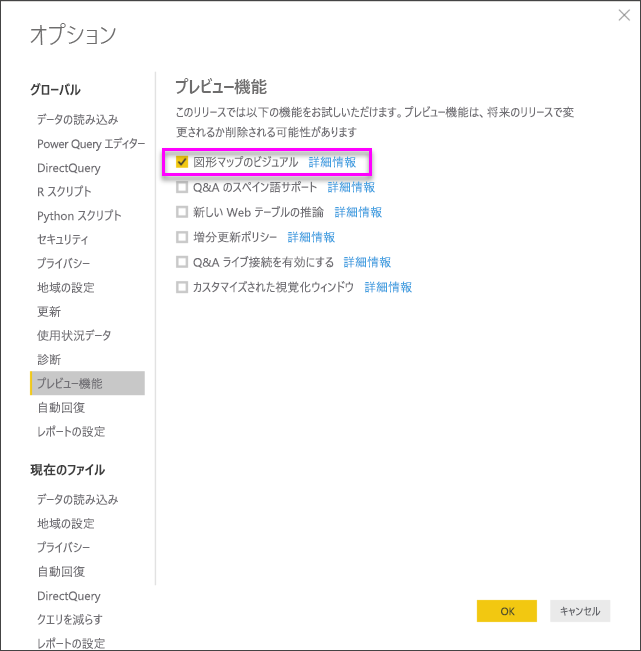 オプション
グローバル
データの読み込み
Power Query エディター
DirectQuery
R スクリプト
Python スクリプト
セキュリティ
プライバシー
地域の設定
更新
使用状況データ
診断
プレビュー機能
自動回復
レポートの設定
現在のファイル
データの読み込み
地域の設定
プライバシー
自動回復
DirectQuery
クエリを減らす
レポートの設定
プレビュー機能
このリリースでは以下の機能をお試しいただけます。プレビュー機能は、将来のリリースで変
更されるか削除される可能性があります
図形マップのビジュアル 詳細情報
Q&A のスペイン語サポート 詳細情報
新しい Web テーブルの推論 詳細情報
増分更新ポリシー 詳細情報
Q&A ライブ接続を有効にする 詳細情報
カスタマイズされた視覚化ウィンドウ 詳細情報
OK キャンセル